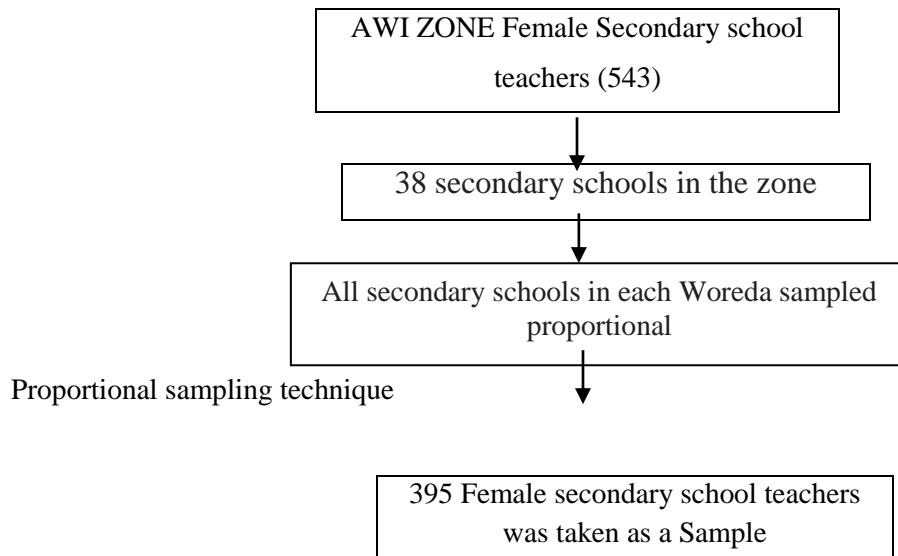 AWI ZONE Female Secondary school
teachers (543)
38 secondary schools in the zone
All secondary schools in each Woreda sampled
proportional
Proportional sampling technique
395 Female secondary school teachers
was taken as a Sample